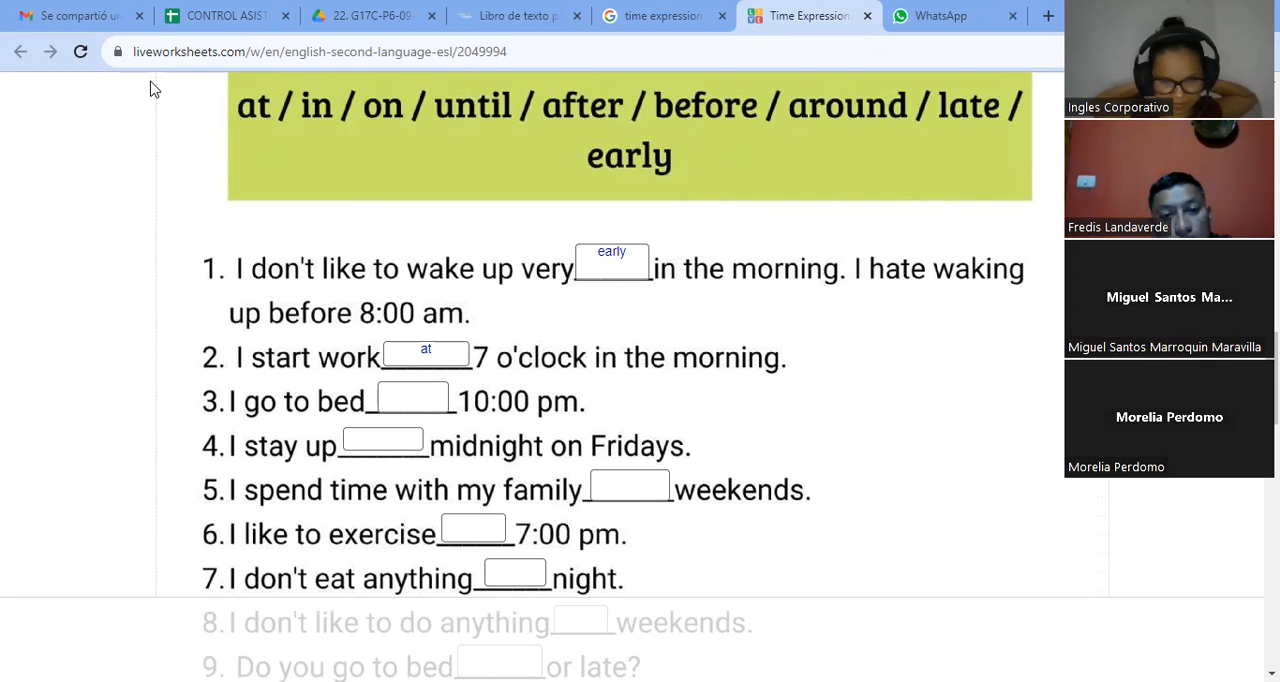 Se compartió un
CONTROL ASIST
22. G17C-P6-09-
Libro de texto p
time expression
Time Expression
WhatsApp
liveworksheets.com/w/en/english-second-language-esl/2049994
at / in / on / until / after / before / around / late /
early
1. I don't like to wake up very early in the morning. I hate waking
up before 8:00 am.
2. I start work at 7 o'clock in the morning.
3. I go to bed 10:00 pm.
4. I stay up midnight on Fridays.
5. I spend time with my family weekends.
6. I like to exercise 7:00 pm.
7. I don't eat anything night.
8. I don't like to do anything weekends.
9. Do you go to bed or late?
Ingles Corporativo
Fredis Landaverde
Miguel Santos Ma...
Miguel Santos Marroquin Maravilla
Morelia Perdomo
Morelia Perdomo